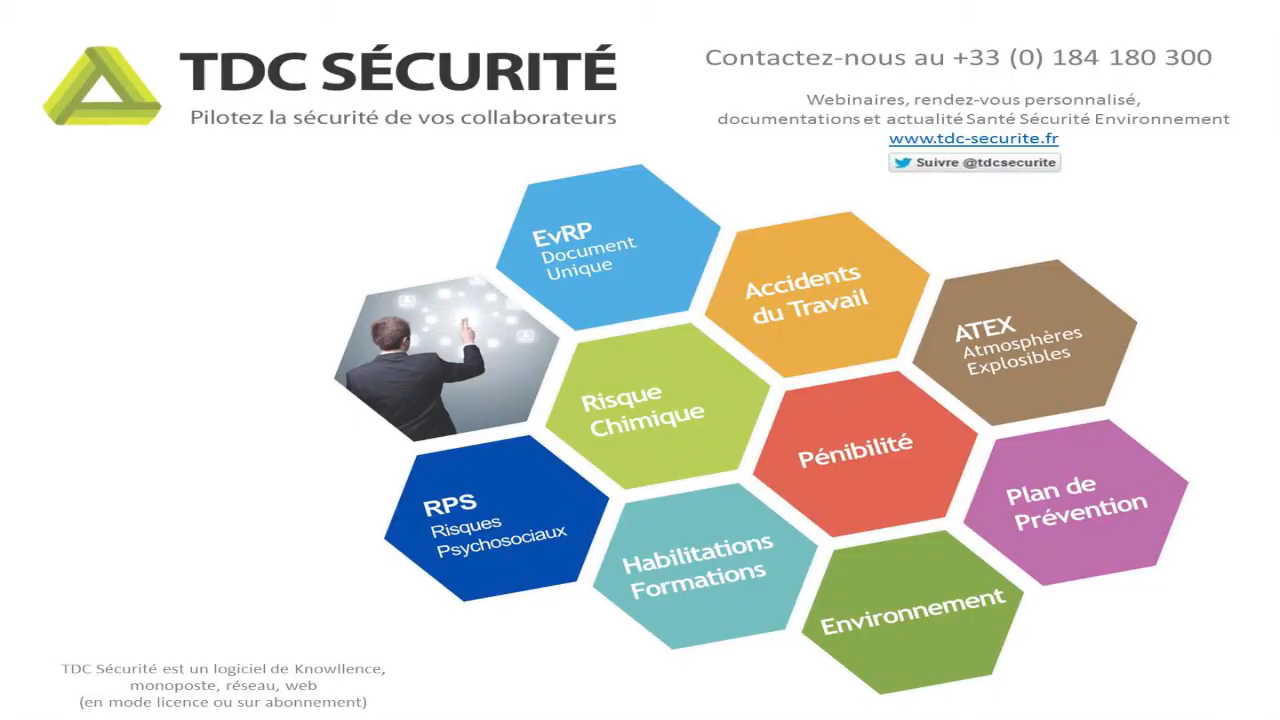 TDC SÉCURITÉ
Pilotez la sécurité de vos collaborateurs
Contactez-nous au +33 (0) 184 180 300
Webinaires, rendez-vous personnalisé,
documentations et actualité Santé Sécurité Environnement
www.tdc-securite.fr
Suivre @tdcsecurite
EvRP
Document
Unique
Accidents
du Travail
ATEX
Atmosphères
Explosibles
Risque
Chimique
Pénibilité
Plan de
Prévention
RPS
Risques
Psychosociaux
Habilitations
Formations
Environnement
TDC Sécurité est un logiciel de Knowllence,
monoposte, réseau, web
(en mode licence ou sur abonnement)